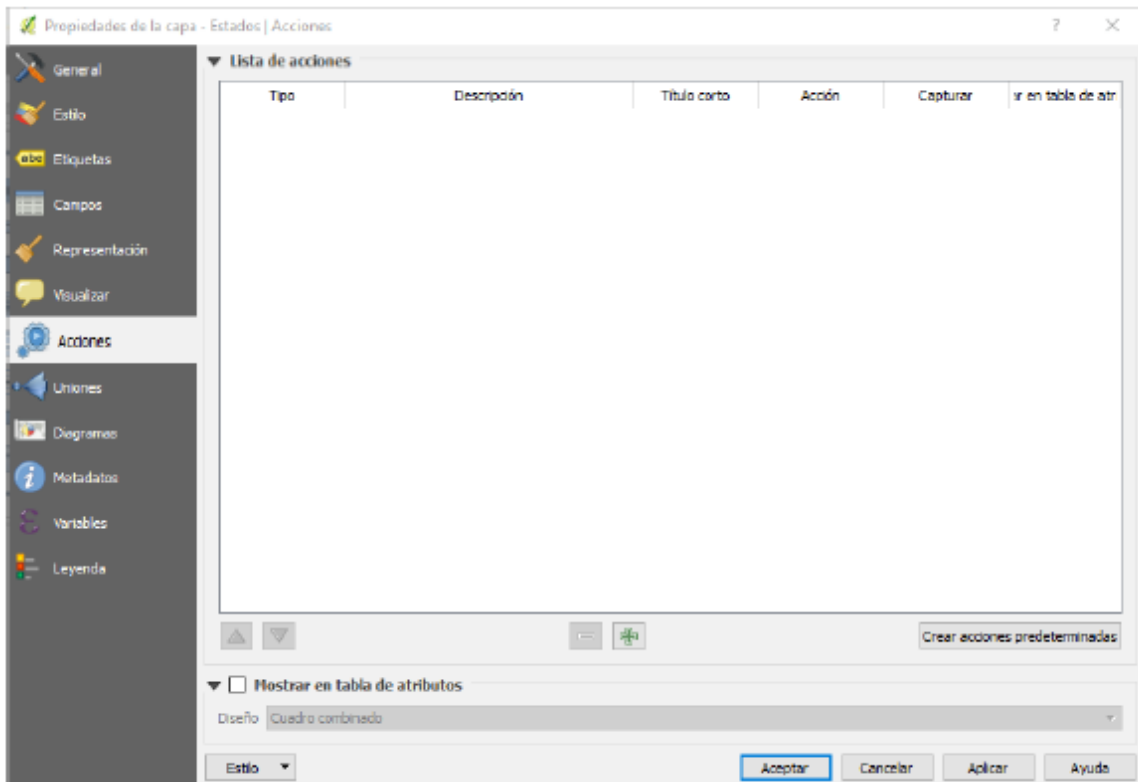 Propiedades de la capa - Estados | Acciones
General
Estilo
Etiquetas
Campos
Representación
Visualizar
Acciones
Uniones
Diagramas
Metadatos
Variables
Leyenda
Lista de acciones
Tipo Descripción Título corto Acción Capturar r en tabla de atr
Crear acciones predeterminadas
Mostrar en tabla de atributos
Diseño Cuadro combinado
Estilo Aceptar Cancelar Aplicar Ayuda